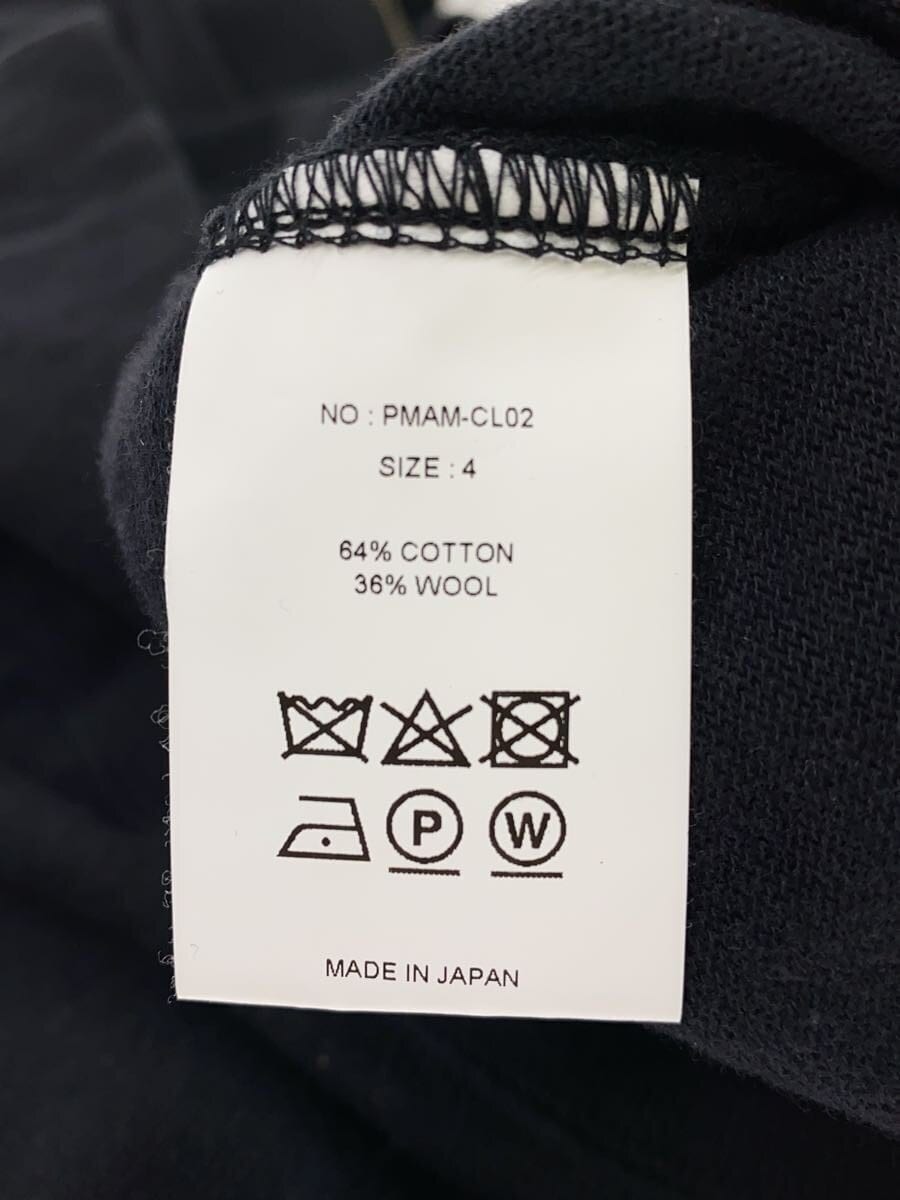 NO : PMAM-CL02
SIZE : 4
64% COTTON
36% WOOL
P W
MADE IN JAPAN